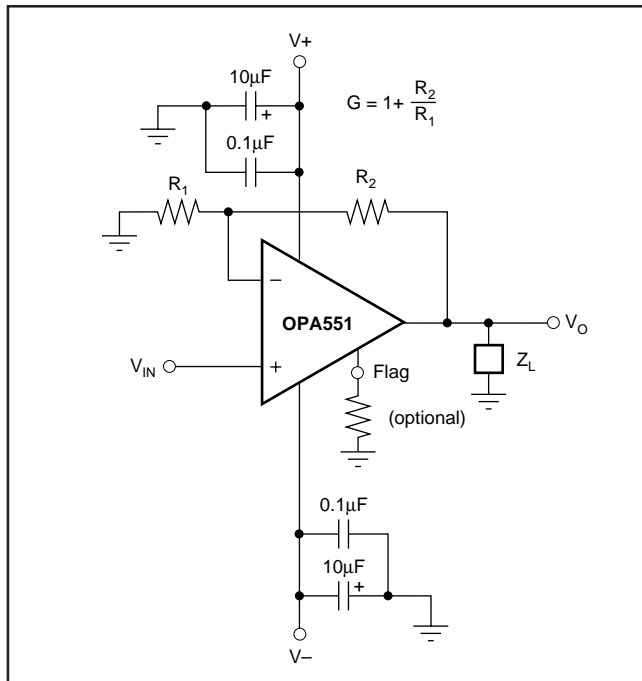 V+
10µF
+
G = 1+ R2
R1
0.1µF
R1
R2
–
OPA551
VO
VIN
+
Flag
ZL
(optional)
0.1µF
10µF
+
V–